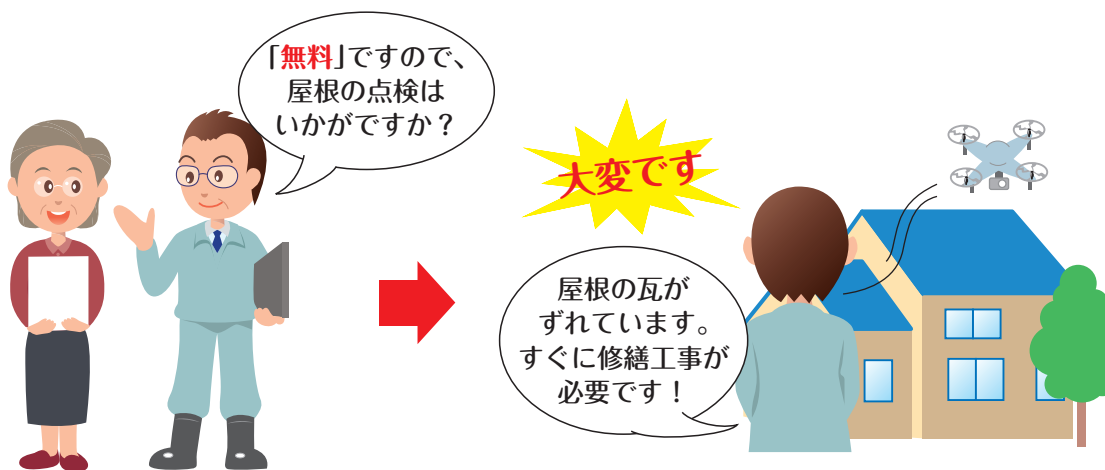 「無料」ですので、
屋根の点検は
いかがですか？
大変です
屋根の瓦が
ずれています。
すぐに修繕工事が
必要です！